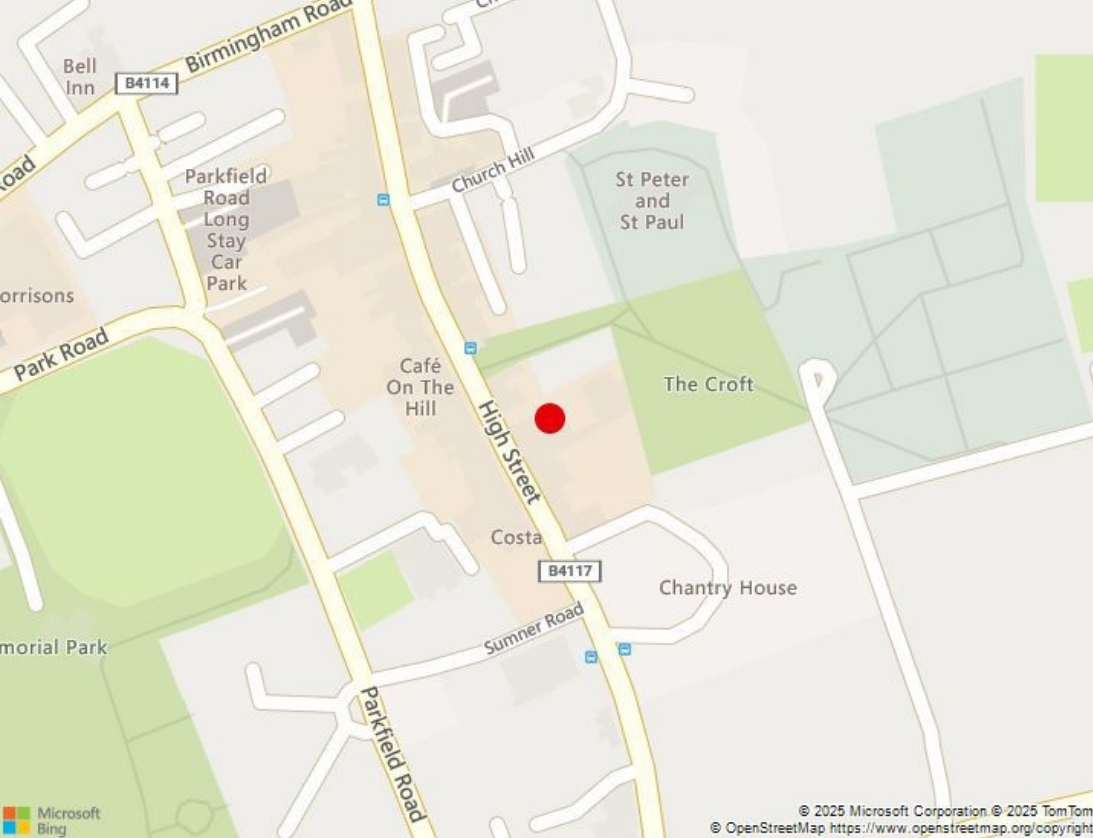 Ch
Birmingham Road
Bell
Inn
B4114
Road
Church Hill
Parkfield
Road
Long
Stay
Car
Park
St Peter
and
St Paul
orrisons
Park Road
Café
On The
Hill
The Croft
High Street
Costa
B4117
Chantry House
Sumner Road
morial Park
Parkfield Road
Microsoft
Bing
© 2025 Microsoft Corporation © 2025 TomTom
© OpenStreetMap https://www.openstreetmap.org/copyright